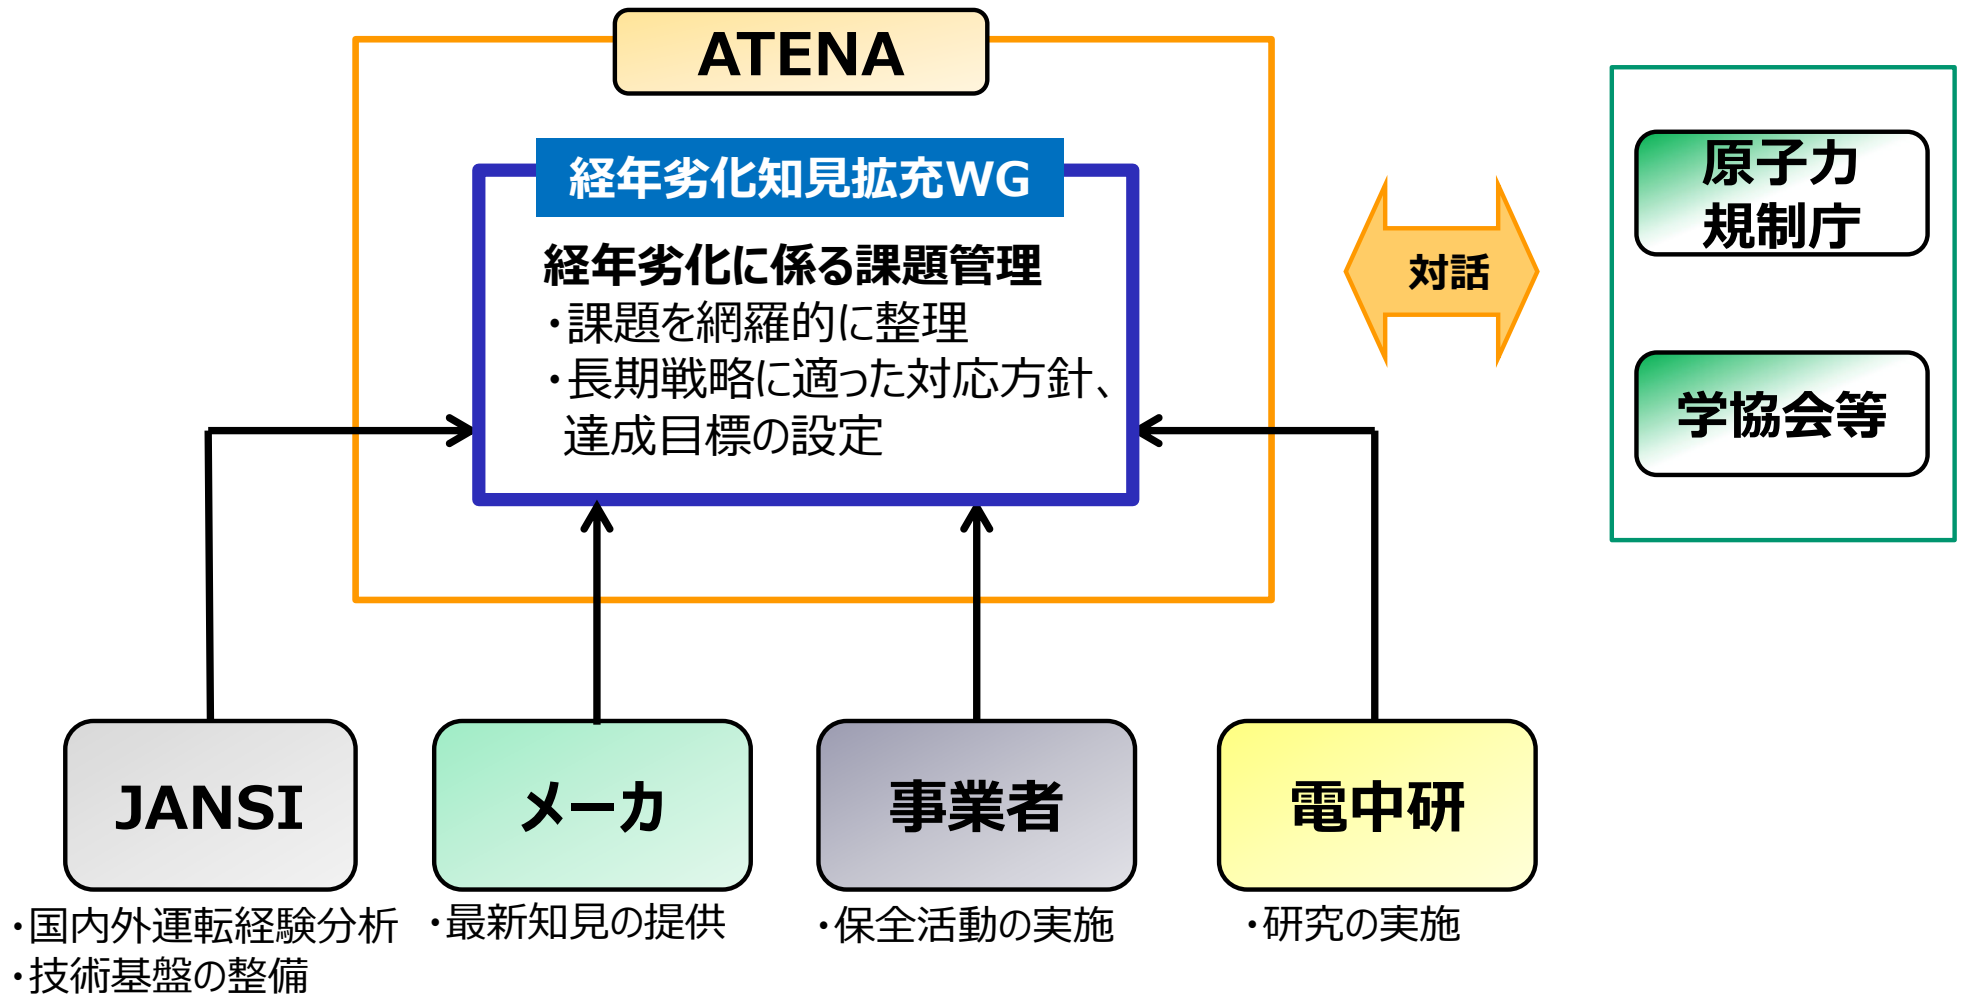 ATENA
経年劣化知見拡充WG
経年劣化に係る課題管理
・課題を網羅的に整理
・長期戦略に適った対応方針、
達成目標の設定
対話
原子力
規制庁
学協会等
JANSI
メーカ
事業者
電中研
・国内外運転経験分析
・技術基盤の整備
・最新知見の提供
・保全活動の実施
・研究の実施